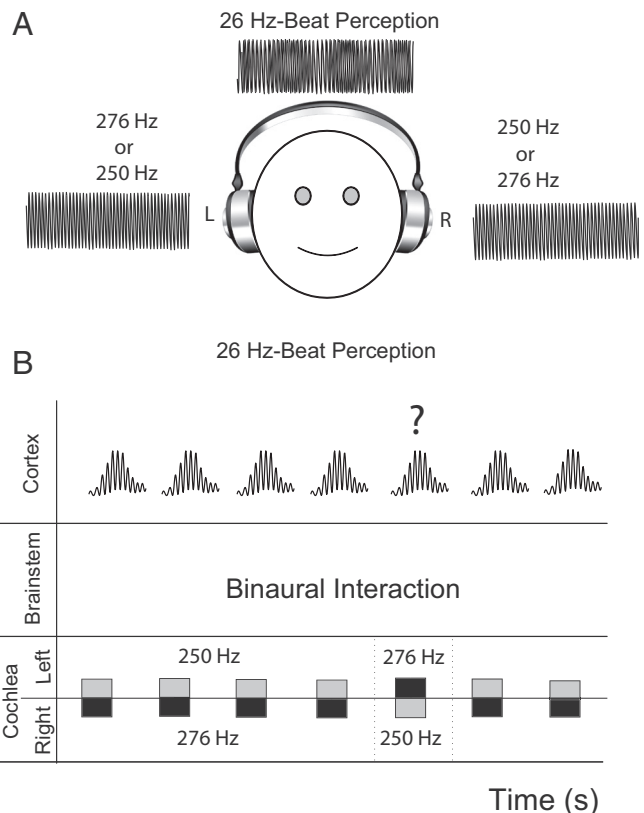 A
26 Hz-Beat Perception
276 Hz
or
250 Hz
250 Hz
or
276 Hz
L
R
26 Hz-Beat Perception
B
?
Cortex
Brainstem
Binaural Interaction
Cochlea
Left
250 Hz
276 Hz
Right
276 Hz
250 Hz
Time (s)